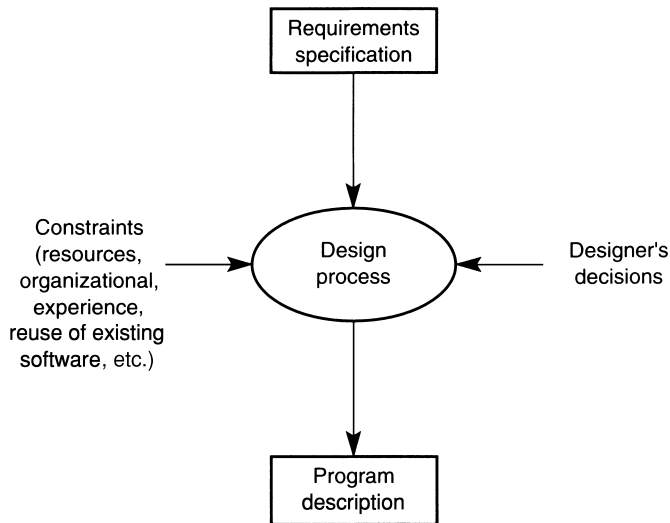 Requirements
specification
Constraints
(resources,
organizational,
experience,
reuse of existing
software, etc.)
Design
process
Designer's
decisions
Program
description